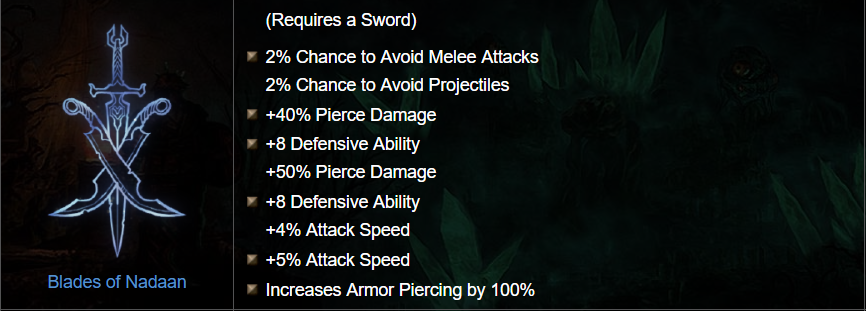 (Requires a Sword)
2% Chance to Avoid Melee Attacks
2% Chance to Avoid Projectiles
+40% Pierce Damage
+8 Defensive Ability
+50% Pierce Damage
+8 Defensive Ability
+4% Attack Speed
+5% Attack Speed
Increases Armor Piercing by 100%
Blades of Nadaan